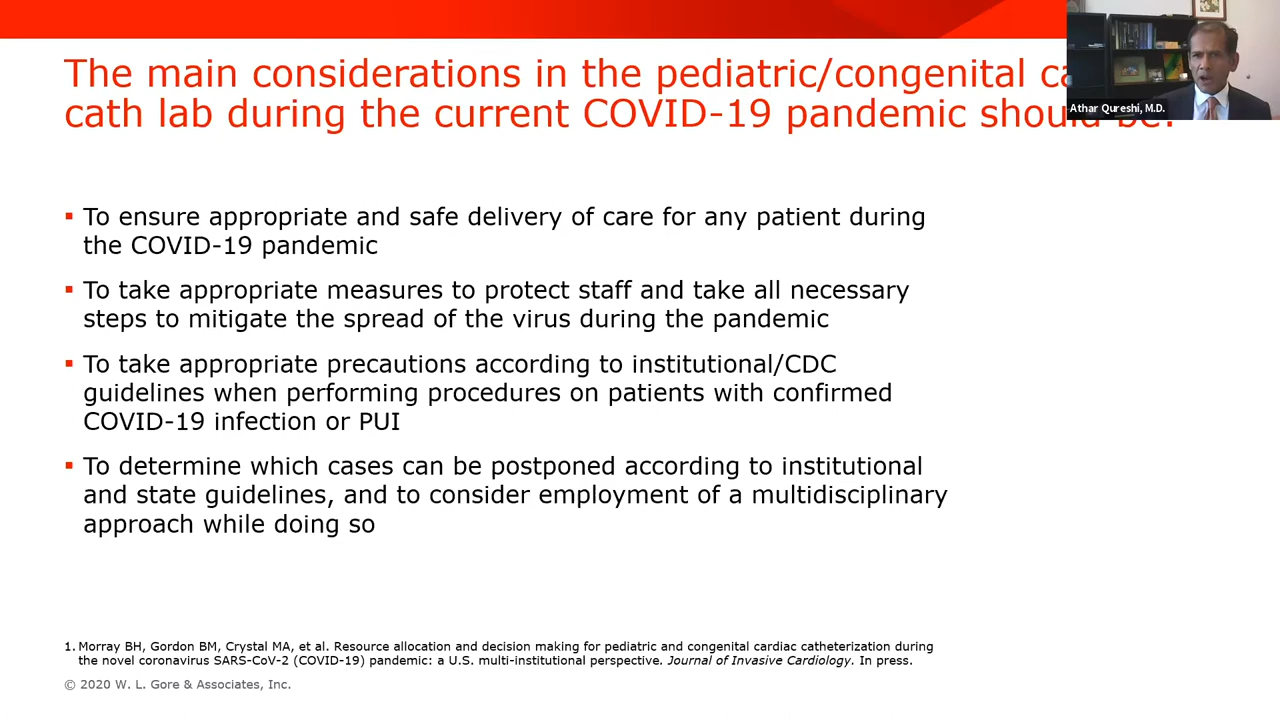 The main considerations in the pediatric/congenital
cath lab during the current COVID-19 pandemic should be:
Athar Qureshi, M.D.
▪ To ensure appropriate and safe delivery of care for any patient during
the COVID-19 pandemic
▪ To take appropriate measures to protect staff and take all necessary
steps to mitigate the spread of the virus during the pandemic
▪ To take appropriate precautions according to institutional/CDC
guidelines when performing procedures on patients with confirmed
COVID-19 infection or PUI
▪ To determine which cases can be postponed according to institutional
and state guidelines, and to consider employment of a multidisciplinary
approach while doing so
1. Morray BH, Gordon BM, Crystal MA, et al. Resource allocation and decision making for pediatric and congenital cardiac catheterization during
the novel coronavirus SARS-CoV-2 (COVID-19) pandemic: a U.S. multi-institutional perspective. Journal of Invasive Cardiology. In press.
© 2020 W. L. Gore & Associates, Inc.